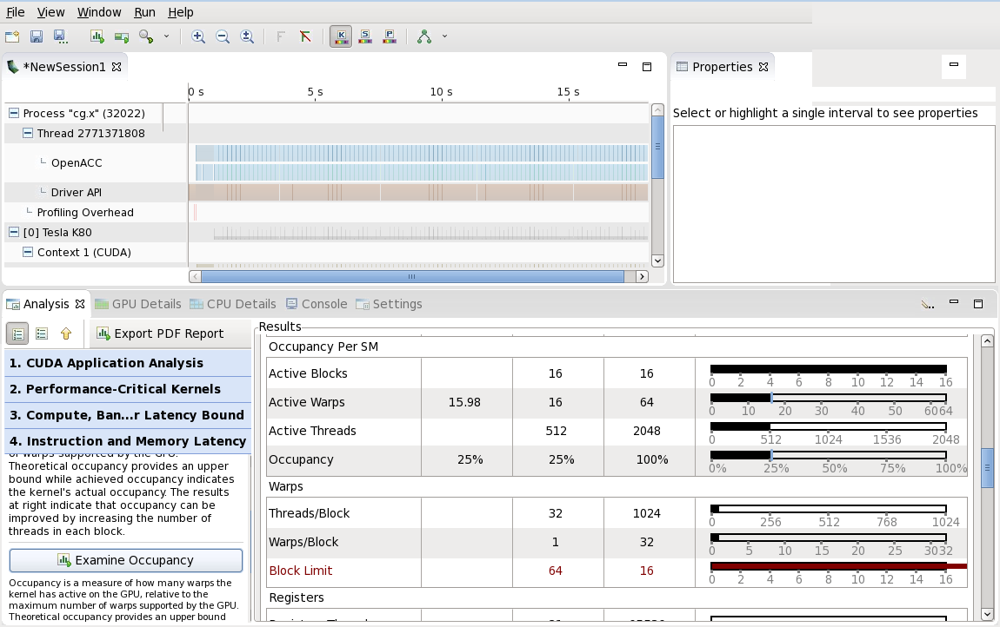 File View Window Run Help
*NewSession1
Properties
0 s 5 s 10 s 15 s
Process "cg.x" (32022)
Thread 2771371808
OpenACC
Driver API
Profiling Overhead
[0] Tesla K80
Context 1 (CUDA)
Select or highlight a single interval to see properties
Analysis GPU Details CPU Details Console Settings
Export PDF Report
1. CUDA Application Analysis
2. Performance-Critical Kernels
3. Compute, Ban...r Latency Bound
4. Instruction and Memory Latency
of warps supported by the GPU.
Theoretical occupancy provides an upper
bound while achieved occupancy indicates
the kernel's actual occupancy. The results
at right indicate that occupancy can be
improved by increasing the number of
threads in each block.
Examine Occupancy
Occupancy is a measure of how many warps the
kernel has active on the GPU, relative to the
maximum number of warps supported by the GPU.
Theoretical occupancy provides an upper bound
Results
Occupancy Per SM
Active Blocks 16 16
0 2 4 6 8 10 12 14 16
Active Warps 15.98 16 64
0 10 20 30 40 50 60 64
Active Threads 512 2048
0 512 1024 1536 2048
Occupancy 25% 25% 100%
0% 25% 50% 75% 100%
Warps
Threads/Block 32 1024
0 256 512 768 1024
Warps/Block 1 32
0 5 10 15 20 25 30 32
Block Limit 64 16
0 2 4 6 8 10 12 14 16
Registers